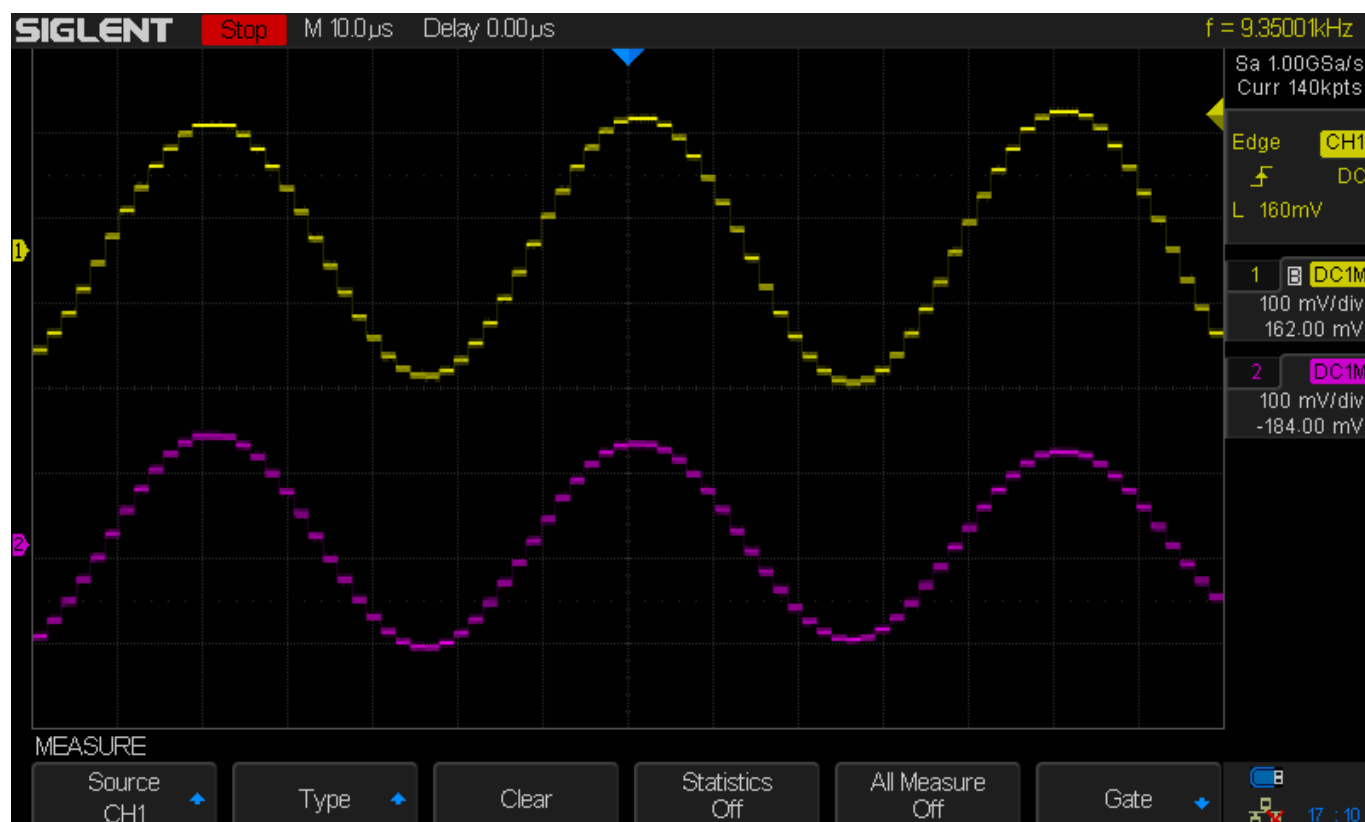 SIGLENT Stop M 10.0µs Delay 0.00µs f = 9.35001kHz
Sa 1.00GSa/s
Curr 140kpts
Edge CH1
DC
L 160mV
1
1 B DC1M
100 mV/div
162.00 mV
2 DC1M
100 mV/div
-184.00 mV
2
MEASURE
Source
CH1
Type
Clear
Statistics
Off
All Measure
Off
Gate
17 : 10